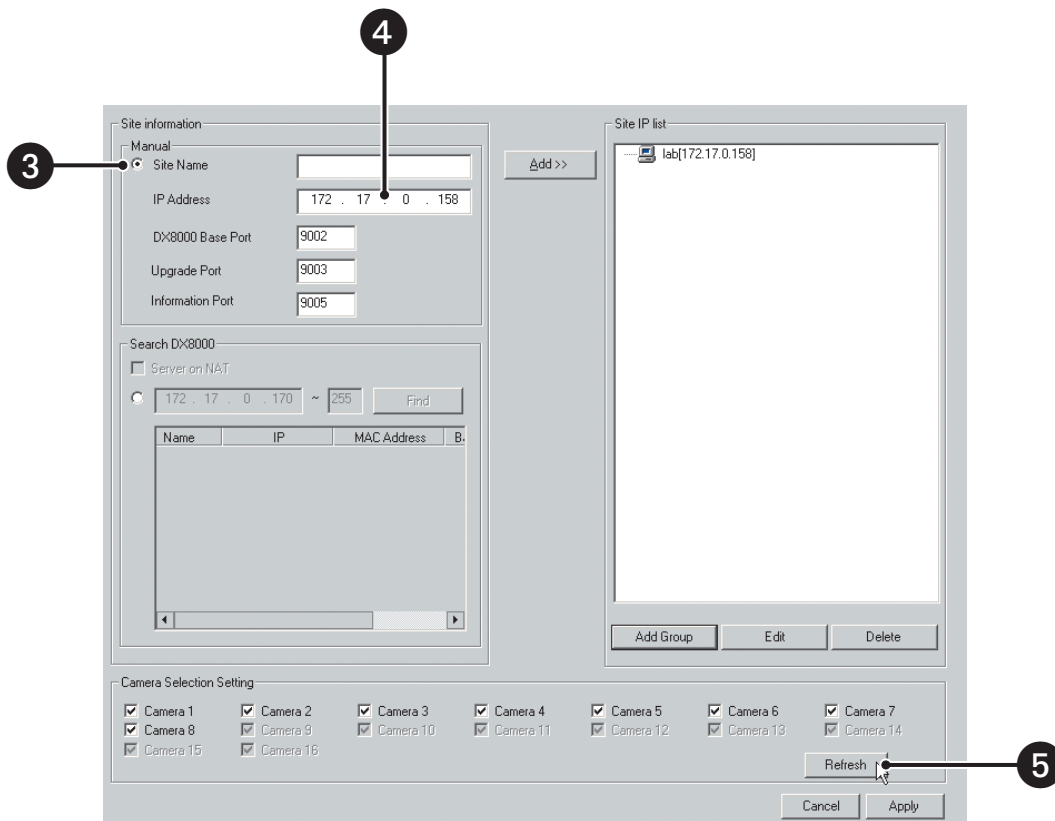 4
Site information
Manual
3
Site Name
IP Address 172 . 17 . 0 . 158
DX8000 Base Port 9002
Upgrade Port 9003
Information Port 9005
Add >>
Site IP list
lab[172.17.0.158]
Search DX8000
Server on NAT
172 . 17 . 0 . 170 ~ 255 Find
Name IP MAC Address
Add Group Edit Delete
Camera Selection Setting
Camera 1 Camera 2 Camera 3 Camera 4 Camera 5 Camera 6 Camera 7
Camera 8 Camera 9 Camera 10 Camera 11 Camera 12 Camera 13 Camera 14
Camera 15 Camera 16
Refresh 5
Cancel Apply